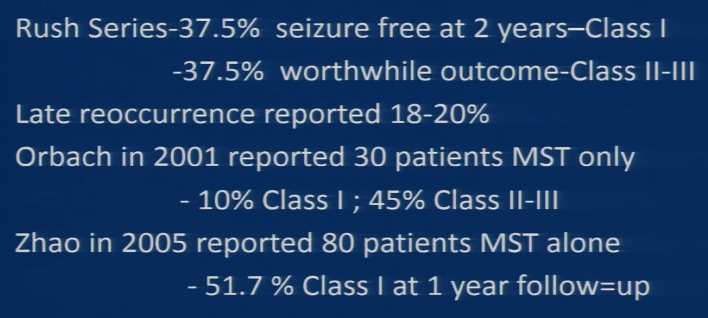 Rush Series-37.5% seizure free at 2 years–Class I
-37.5% worthwhile outcome-Class II-III
Late reoccurrence reported 18-20%
Orbach in 2001 reported 30 patients MST only
- 10% Class I ; 45% Class II-III
Zhao in 2005 reported 80 patients MST alone
- 51.7 % Class I at 1 year follow=up